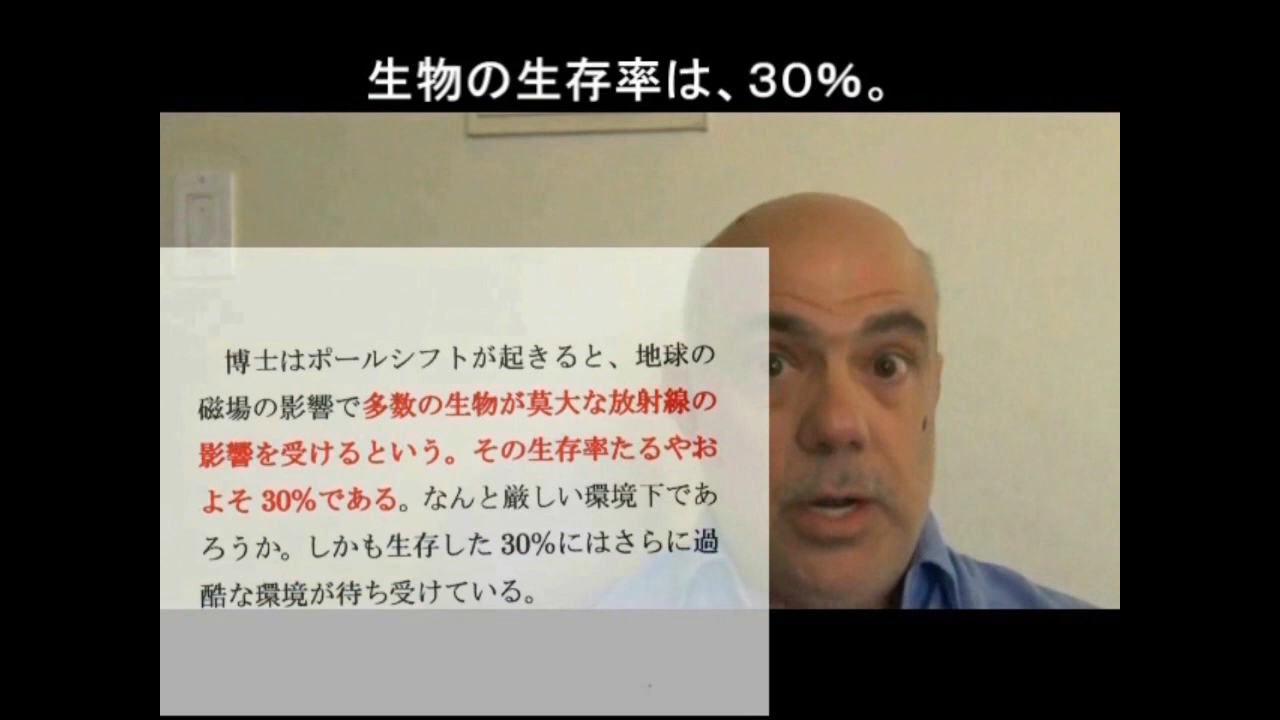 生物の生存率は、30%。
博士はポールシフトが起きると、地球の
磁場の影響で多数の生物が莫大な放射線の
影響を受けるという。その生存率たるやお
よそ30%である。なんと厳しい環境下であ
ろうか。しかも生存した30%にはさらに過
酷な環境が待ち受けている。